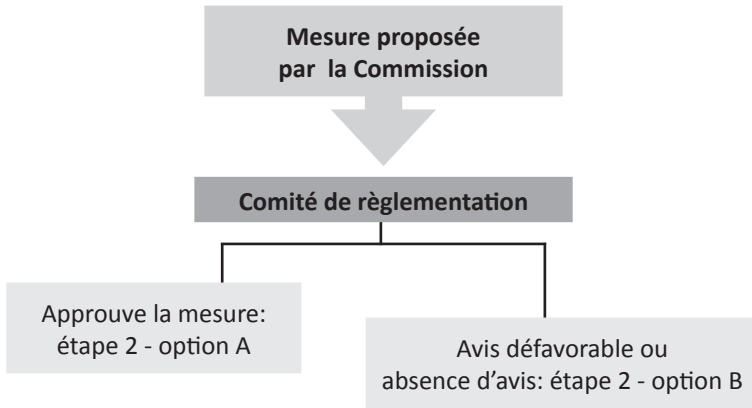 Mesure proposée
par la Commission
Comité de règlementation
Approuve la mesure:
étape 2 - option A
Avis défavorable ou
absence d'avis: étape 2 - option B